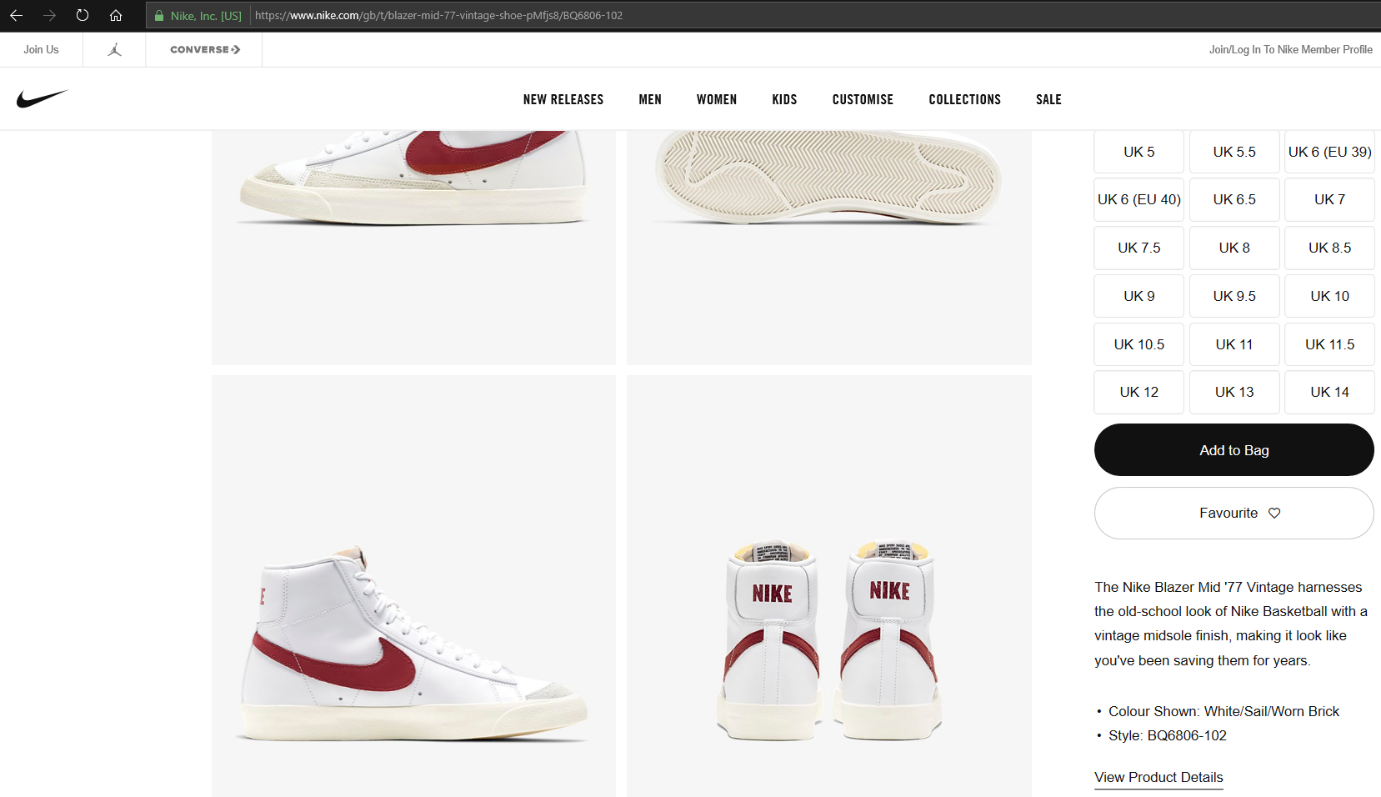 Nike, Inc. [US]
https://www.nike.com/gb/t/blazer-mid-77-vintage-shoe-pMfjs8/BQ6806-102
Join Us
CONVERSE
Join/Log In To Nike Member Profile
NEW RELEASES MEN WOMEN KIDS CUSTOMISE COLLECTIONS SALE
UK 5 UK 5.5 UK 6 (EU 39)
UK 6 (EU 40) UK 6.5 UK 7
UK 7.5 UK 8 UK 8.5
UK 9 UK 9.5 UK 10
UK 10.5 UK 11 UK 11.5
UK 12 UK 13 UK 14
Add to Bag
Favourite
NIKE NIKE
The Nike Blazer Mid '77 Vintage harnesses
the old-school look of Nike Basketball with a
vintage midsole finish, making it look like
you've been saving them for years.
• Colour Shown: White/Sail/Worn Brick
• Style: BQ6806-102
View Product Details